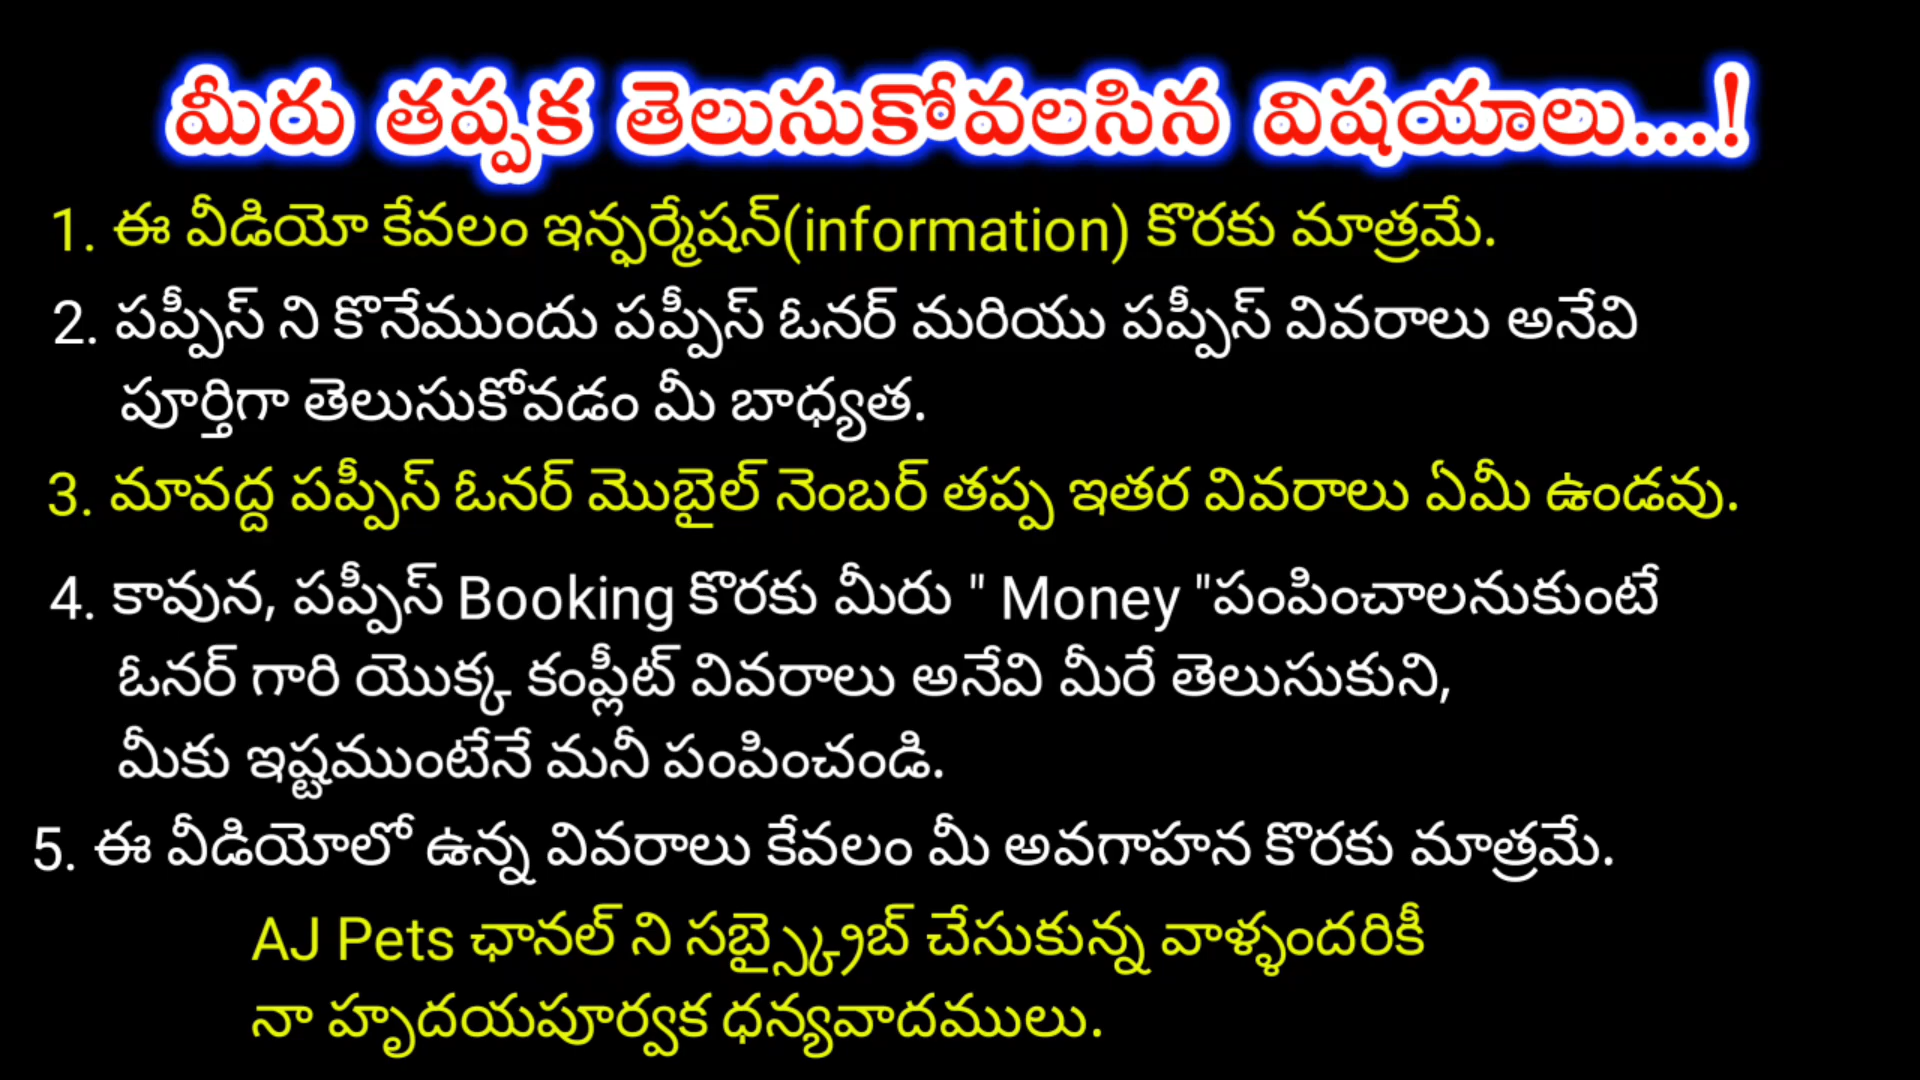 మీరు తప్పక తెలుసుకోవలసిన విషయాలు...!
1. ఈ వీడియో కేవలం ఇన్ఫర్మేషన్(information) కొరకు మాత్రమే.
2. పప్పీస్ ని కొనేముందు పప్పీస్ ఓనర్ మరియు పప్పీస్ వివరాలు అనేవి
పూర్తిగా తెలుసుకోవడం మీ బాధ్యత.
3. మావద్ద పప్పీస్ ఓనర్ మొబైల్ నెంబర్ తప్ప ఇతర వివరాలు ఏమీ ఉండవు.
4. కావున, పప్పీస్ Booking కొరకు మీరు " Money "పంపించాలనుకుంటే
ఓనర్ గారి యొక్క కంప్లీట్ వివరాలు అనేవి మీరే తెలుసుకుని,
మీకు ఇష్టముంటేనే మనీ పంపించండి.
5. ఈ వీడియోలో ఉన్న వివరాలు కేవలం మీ అవగాహన కొరకు మాత్రమే.
AJ Pets ఛానల్ ని సబ్స్క్రైబ్ చేసుకున్న వాళ్ళందరికీ
నా హృదయపూర్వక ధన్యవాదములు.